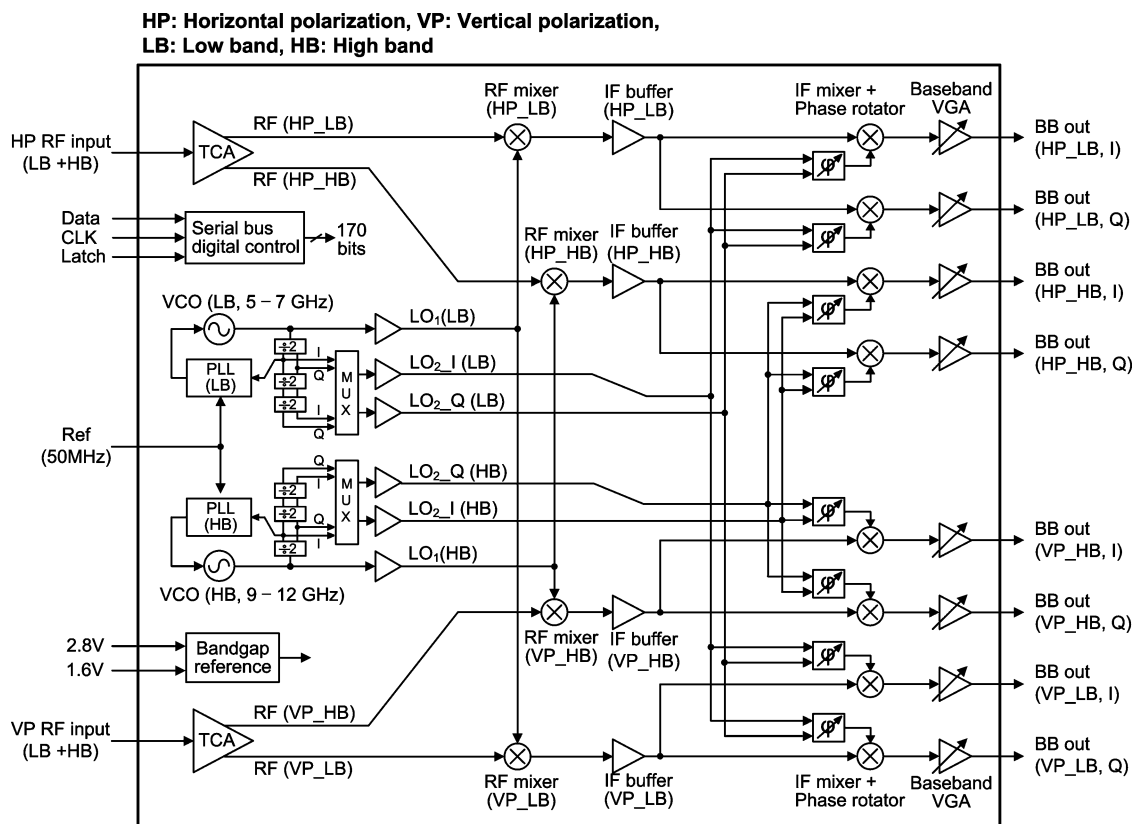 HP: Horizontal polarization, VP: Vertical polarization,
LB: Low band, HB: High band
RF mixer
(HP_LB)
IF buffer
(HP_LB)
IF mixer +
Phase rotator
Baseband
VGA
HP RF input
(LB +HB)
TCA
RF (HP_LB)
RF (HP_HB)
BB out
(HP_LB, I)
φ
BB out
(HP_LB, Q)
φ
Data
CLK
Latch
Serial bus
digital control
170
bits
RF mixer
(HP_HB)
IF buffer
(HP_HB)
BB out
(HP_HB, I)
φ
VCO (LB, 5 – 7 GHz)
LO₁(LB)
BB out
(HP_HB, Q)
φ
PLL
(LB)
÷2
÷2
÷2
I
Q
I
Q
MUX
LO₂_I (LB)
LO₂_Q (LB)
Ref
(50MHz)
PLL
(HB)
÷2
÷2
÷2
Q
I
Q
I
MUX
LO₂_Q (HB)
LO₂_I (HB)
LO₁(HB)
VCO (HB, 9 – 12 GHz)
φ
BB out
(VP_HB, I)
φ
BB out
(VP_HB, Q)
RF mixer
(VP_HB)
IF buffer
(VP_HB)
2.8V
1.6V
Bandgap
reference
φ
BB out
(VP_LB, I)
VP RF input
(LB +HB)
TCA
RF (VP_HB)
RF (VP_LB)
φ
BB out
(VP_LB, Q)
RF mixer
(VP_LB)
IF buffer
(VP_LB)
IF mixer +
Phase rotator
Baseband
VGA